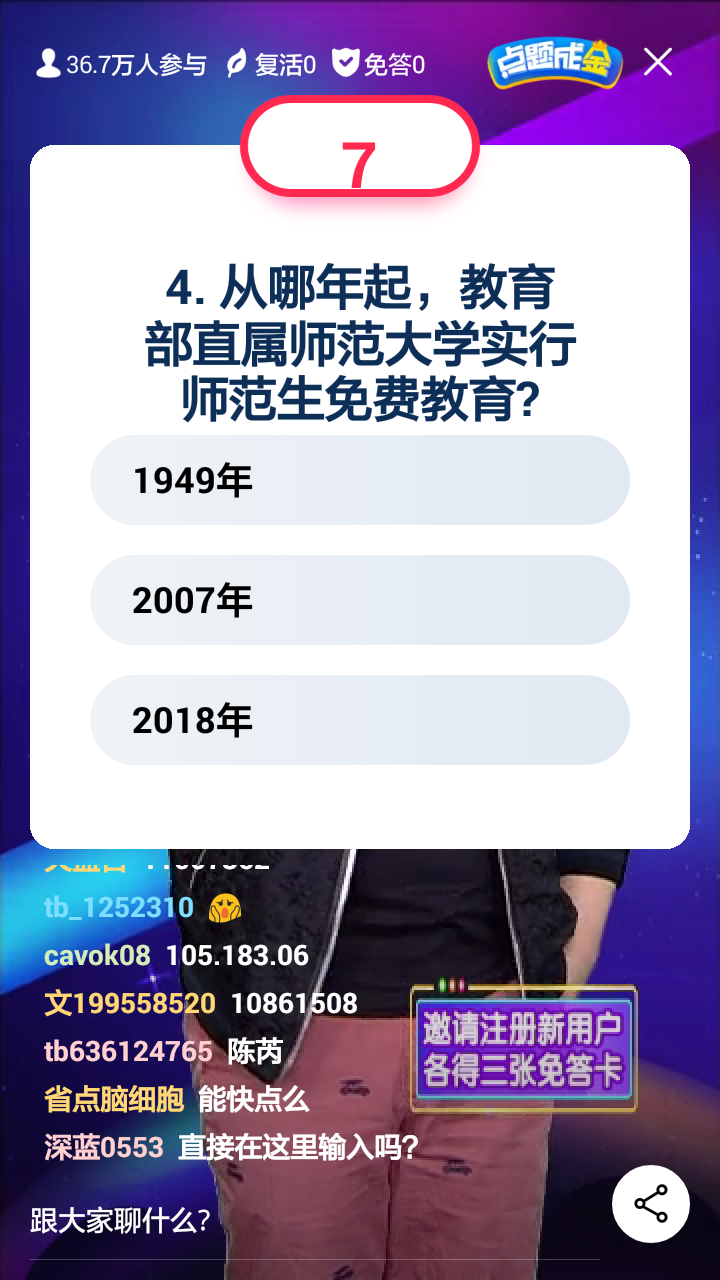 36.7万人参与 复活0 免答0 点题成金
7
4. 从哪年起，教育
部直属师范大学实行
师范生免费教育?
1949年
2007年
2018年
tb_1252310 😱
cavok08 105.183.06
文199558520 10861508
tb636124765 陈芮
省点脑细胞 能快点么
深蓝0553 直接在这里输入吗?
邀请注册新用户
各得三张免答卡
跟大家聊什么?